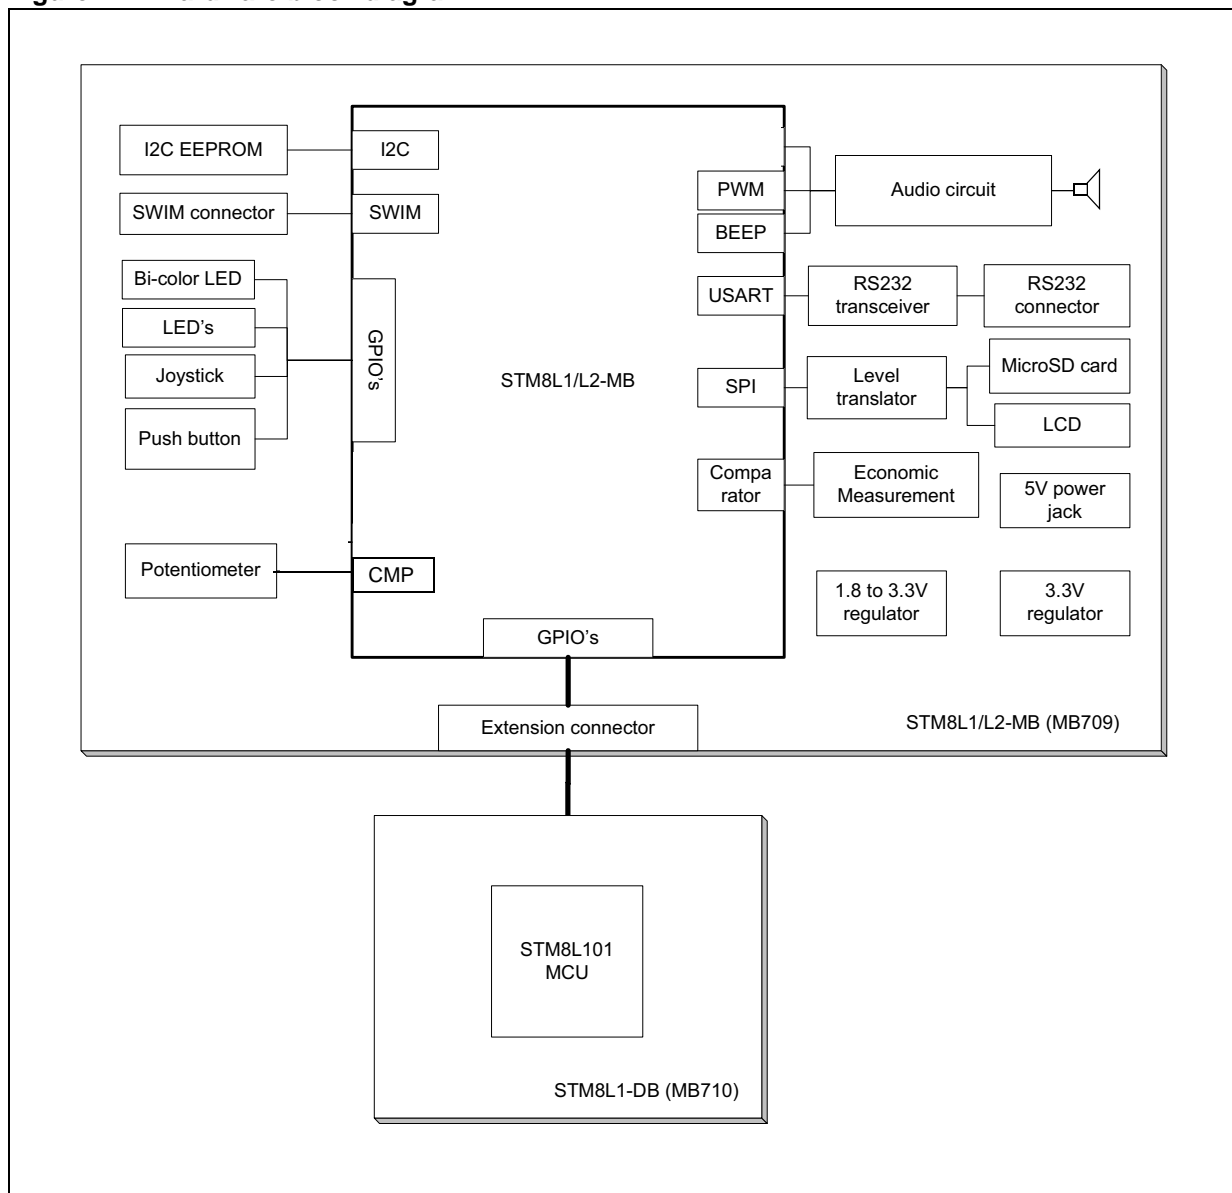 I2C EEPROM
I2C
SWIM connector
SWIM
Bi-color LED
LED's
Joystick
Push button
GPIO's
Potentiometer
CMP
STM8L1/L2-MB
PWM
BEEP
Audio circuit
USART
RS232
transceiver
RS232
connector
SPI
Level
translator
MicroSD card
LCD
Compa
rator
Economic
Measurement
5V power
jack
1.8 to 3.3V
regulator
3.3V
regulator
GPIO's
Extension connector
STM8L1/L2-MB (MB709)
STM8L101
MCU
STM8L1-DB (MB710)